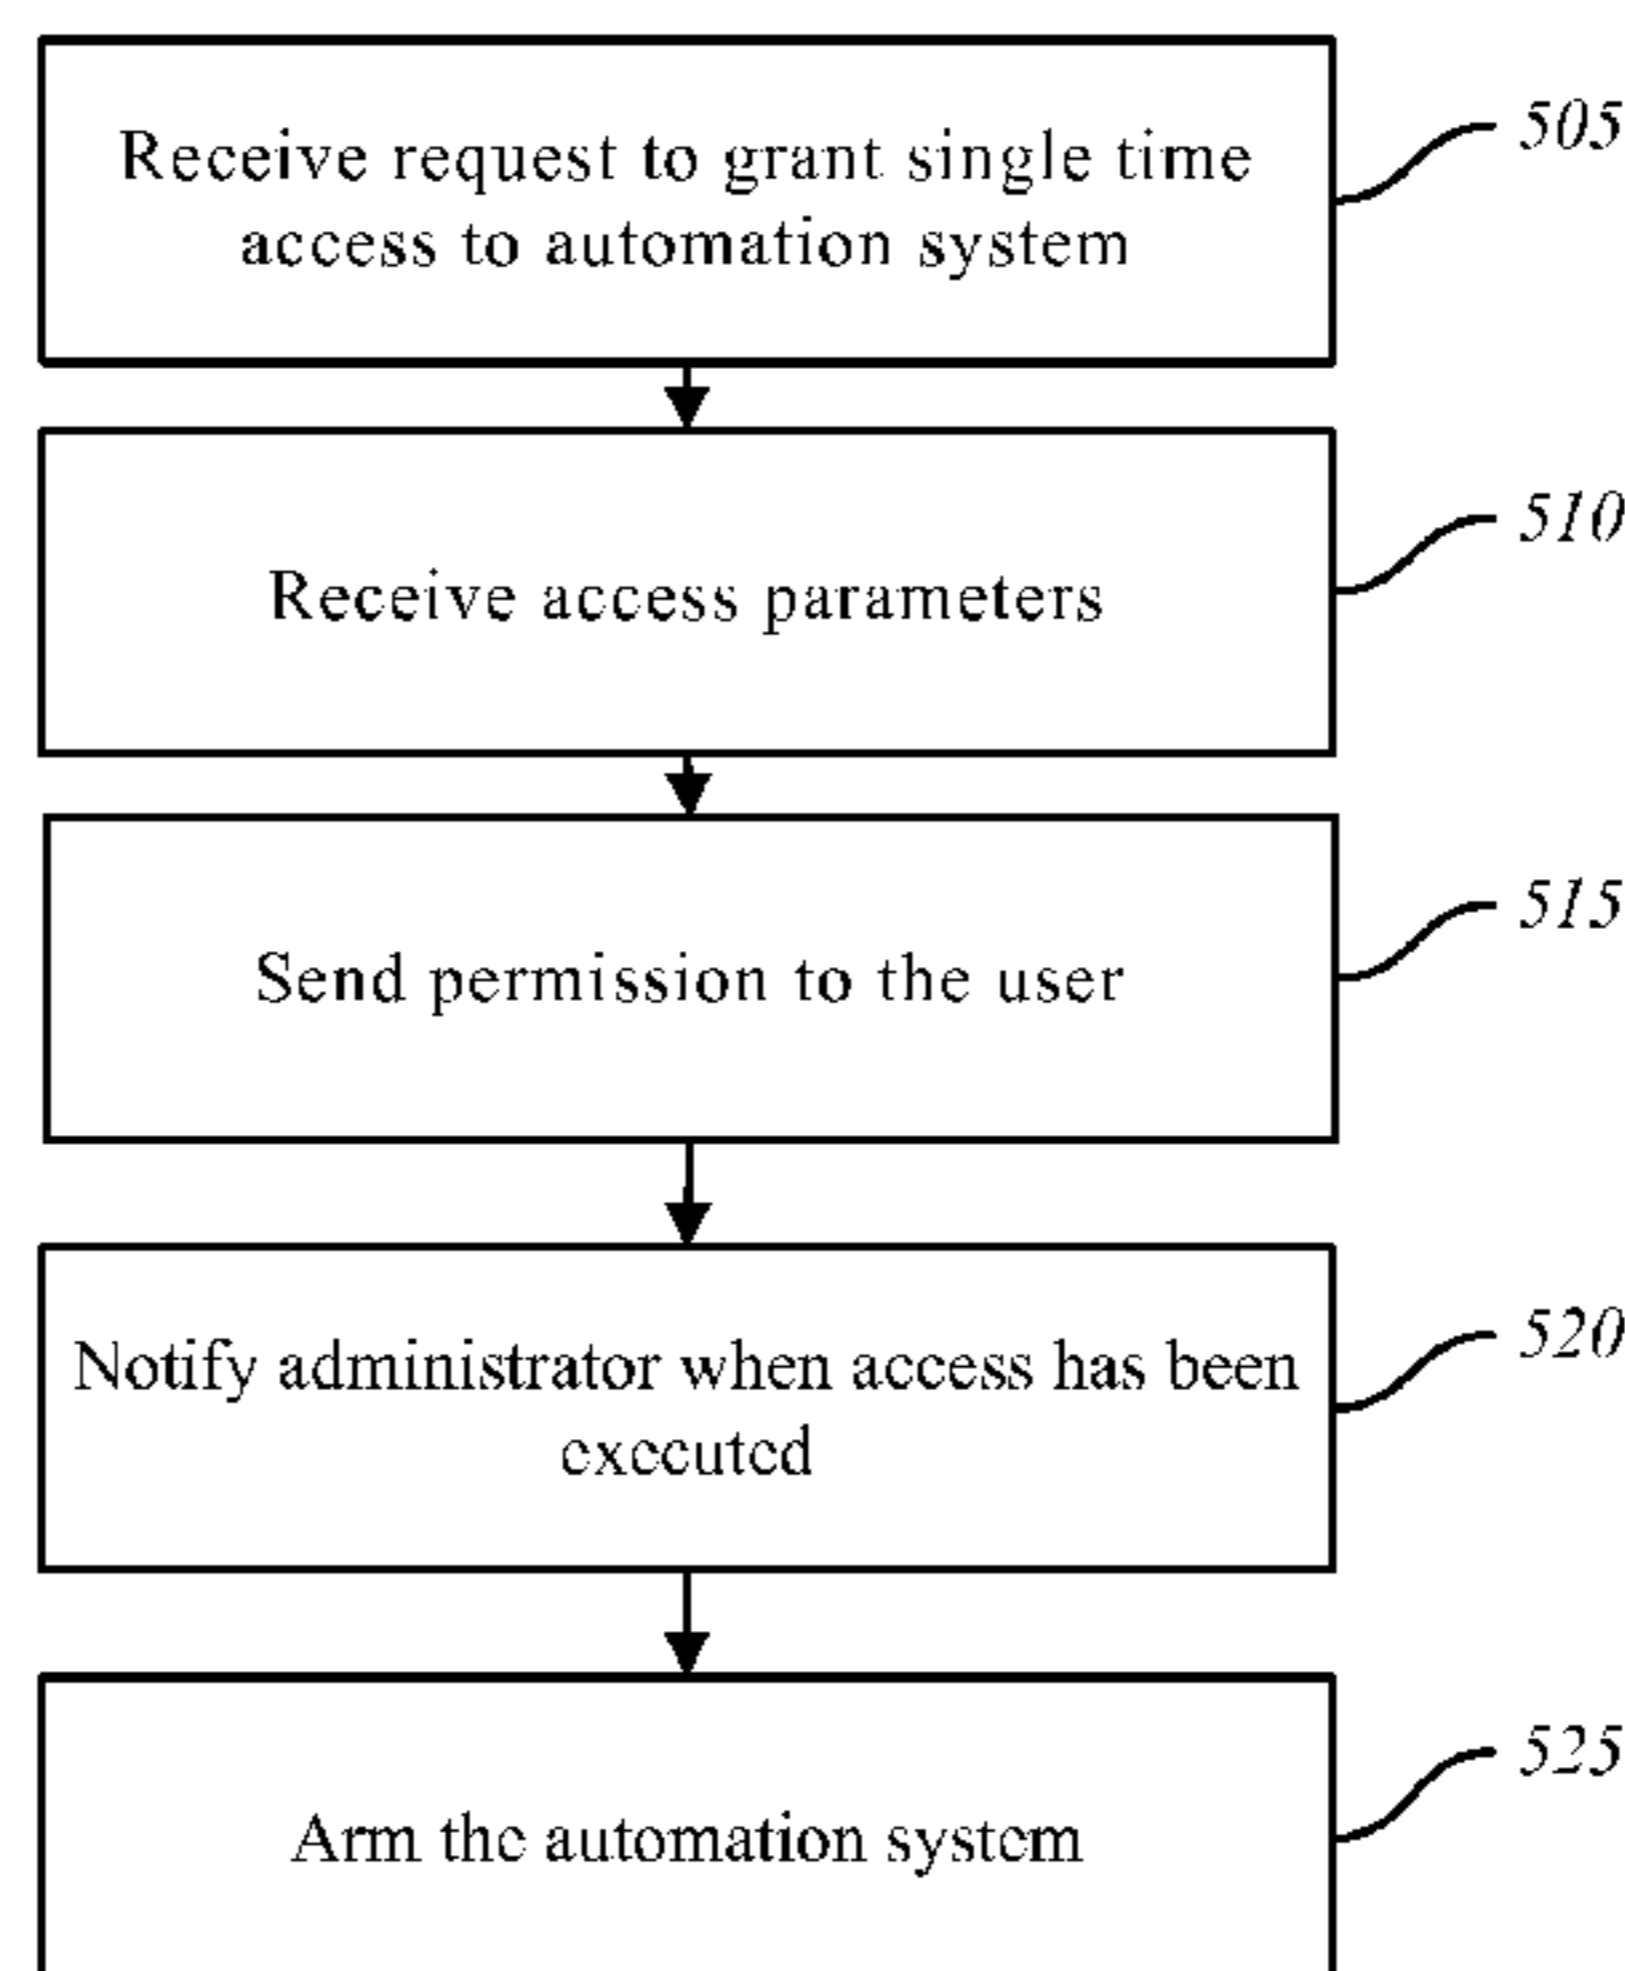 Receive request to grant single time
access to automation system
505
Receive access parameters
510
Send permission to the user
515
Notify administrator when access has been
executed
520
Arm the automation system
525